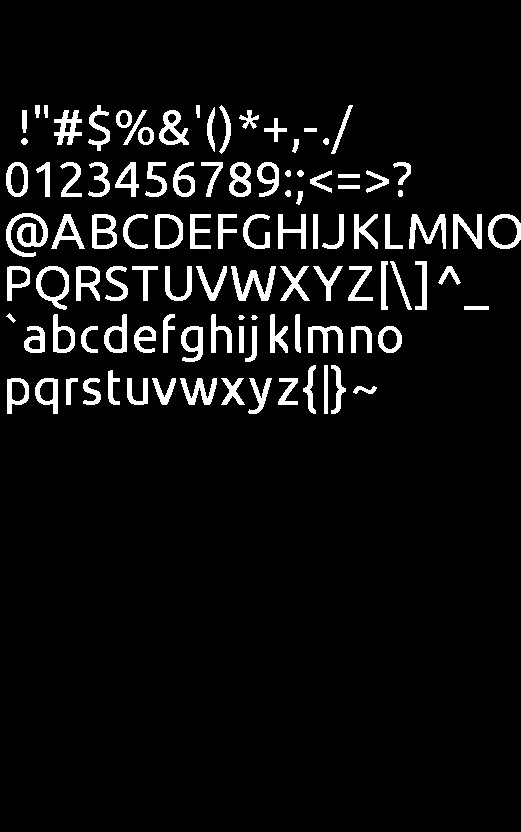 !"#$%&'()*+,-./
0123456789:;<=>?
@ABCDEFGHIJKLMNO
PQRSTUVWXYZ[\]^_
`abcdefghijklmno
pqrstuvwxyz{|}~